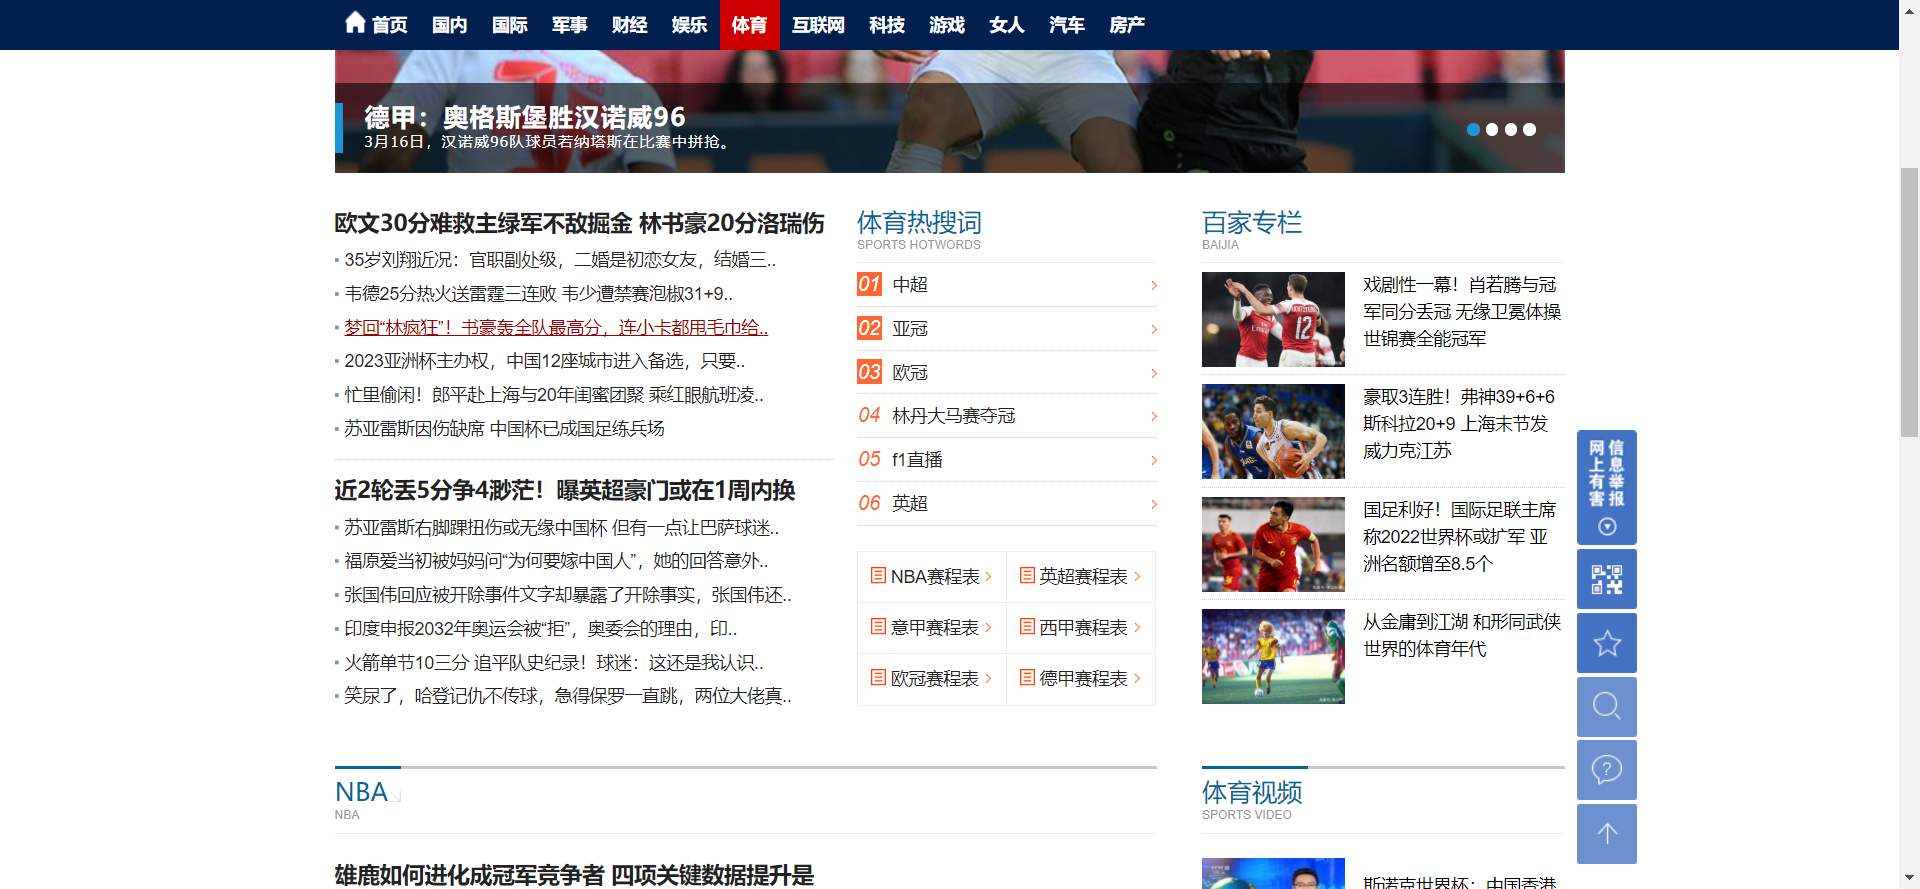 首页 国内 国际 军事 财经 娱乐 体育 互联网 科技 游戏 女人 汽车 房产
德甲：奥格斯堡胜汉诺威96
3月16日，汉诺威96队球员若纳塔斯在比赛中拼抢。
欧文30分难救主绿军不敌掘金 林书豪20分洛瑞伤
35岁刘翔近况：官职副处级，二婚是初恋女友，结婚三..
韦德25分热火送雷霆三连败 韦少遭禁赛泡椒31+9..
梦回“林疯狂”！书豪轰全队最高分，连小卡都甩毛巾给..
2023亚洲杯主办权，中国12座城市进入备选，只要..
忙里偷闲！郎平赴上海与20年闺蜜团聚 乘红眼航班凌..
苏亚雷斯因伤缺席 中国杯已成国足练兵场
近2轮丢5分争4渺茫！曝英超豪门或在1周内换
苏亚雷斯右脚踝扭伤或无缘中国杯 但有一点让巴萨球迷..
福原爱当初被妈妈问“为何要嫁中国人”，她的回答意外..
张国伟回应被开除事件文字却暴露了开除事实，张国伟还..
印度申报2032年奥运会被“拒”，奥委会的理由，印..
火箭单节10三分 追平队史纪录！球迷：这还是我认识..
笑尿了，哈登记仇不传球，急得保罗一直跳，两位大佬真..
体育热搜词
SPORTS HOTWORDS
01 中超
02 亚冠
03 欧冠
04 林丹大马赛夺冠
05 f1直播
06 英超
NBA赛程表 英超赛程表
意甲赛程表 西甲赛程表
欧冠赛程表 德甲赛程表
百家专栏
BAIJIA
戏剧性一幕！肖若腾与冠
军同分丢冠 无缘卫冕体操
世锦赛全能冠军
豪取3连胜！弗神39+6+6
斯科拉20+9 上海末节发
威力克江苏
国足利好！国际足联主席
称2022世界杯或扩军 亚
洲名额增至8.5个
从金庸到江湖 和形同武侠
世界的体育年代
NBA
NBA
雄鹿如何进化成冠军竞争者 四项关键数据提升是
体育视频
SPORTS VIDEO
斯诺克世界杯：中国香港
网上有害
信息举报